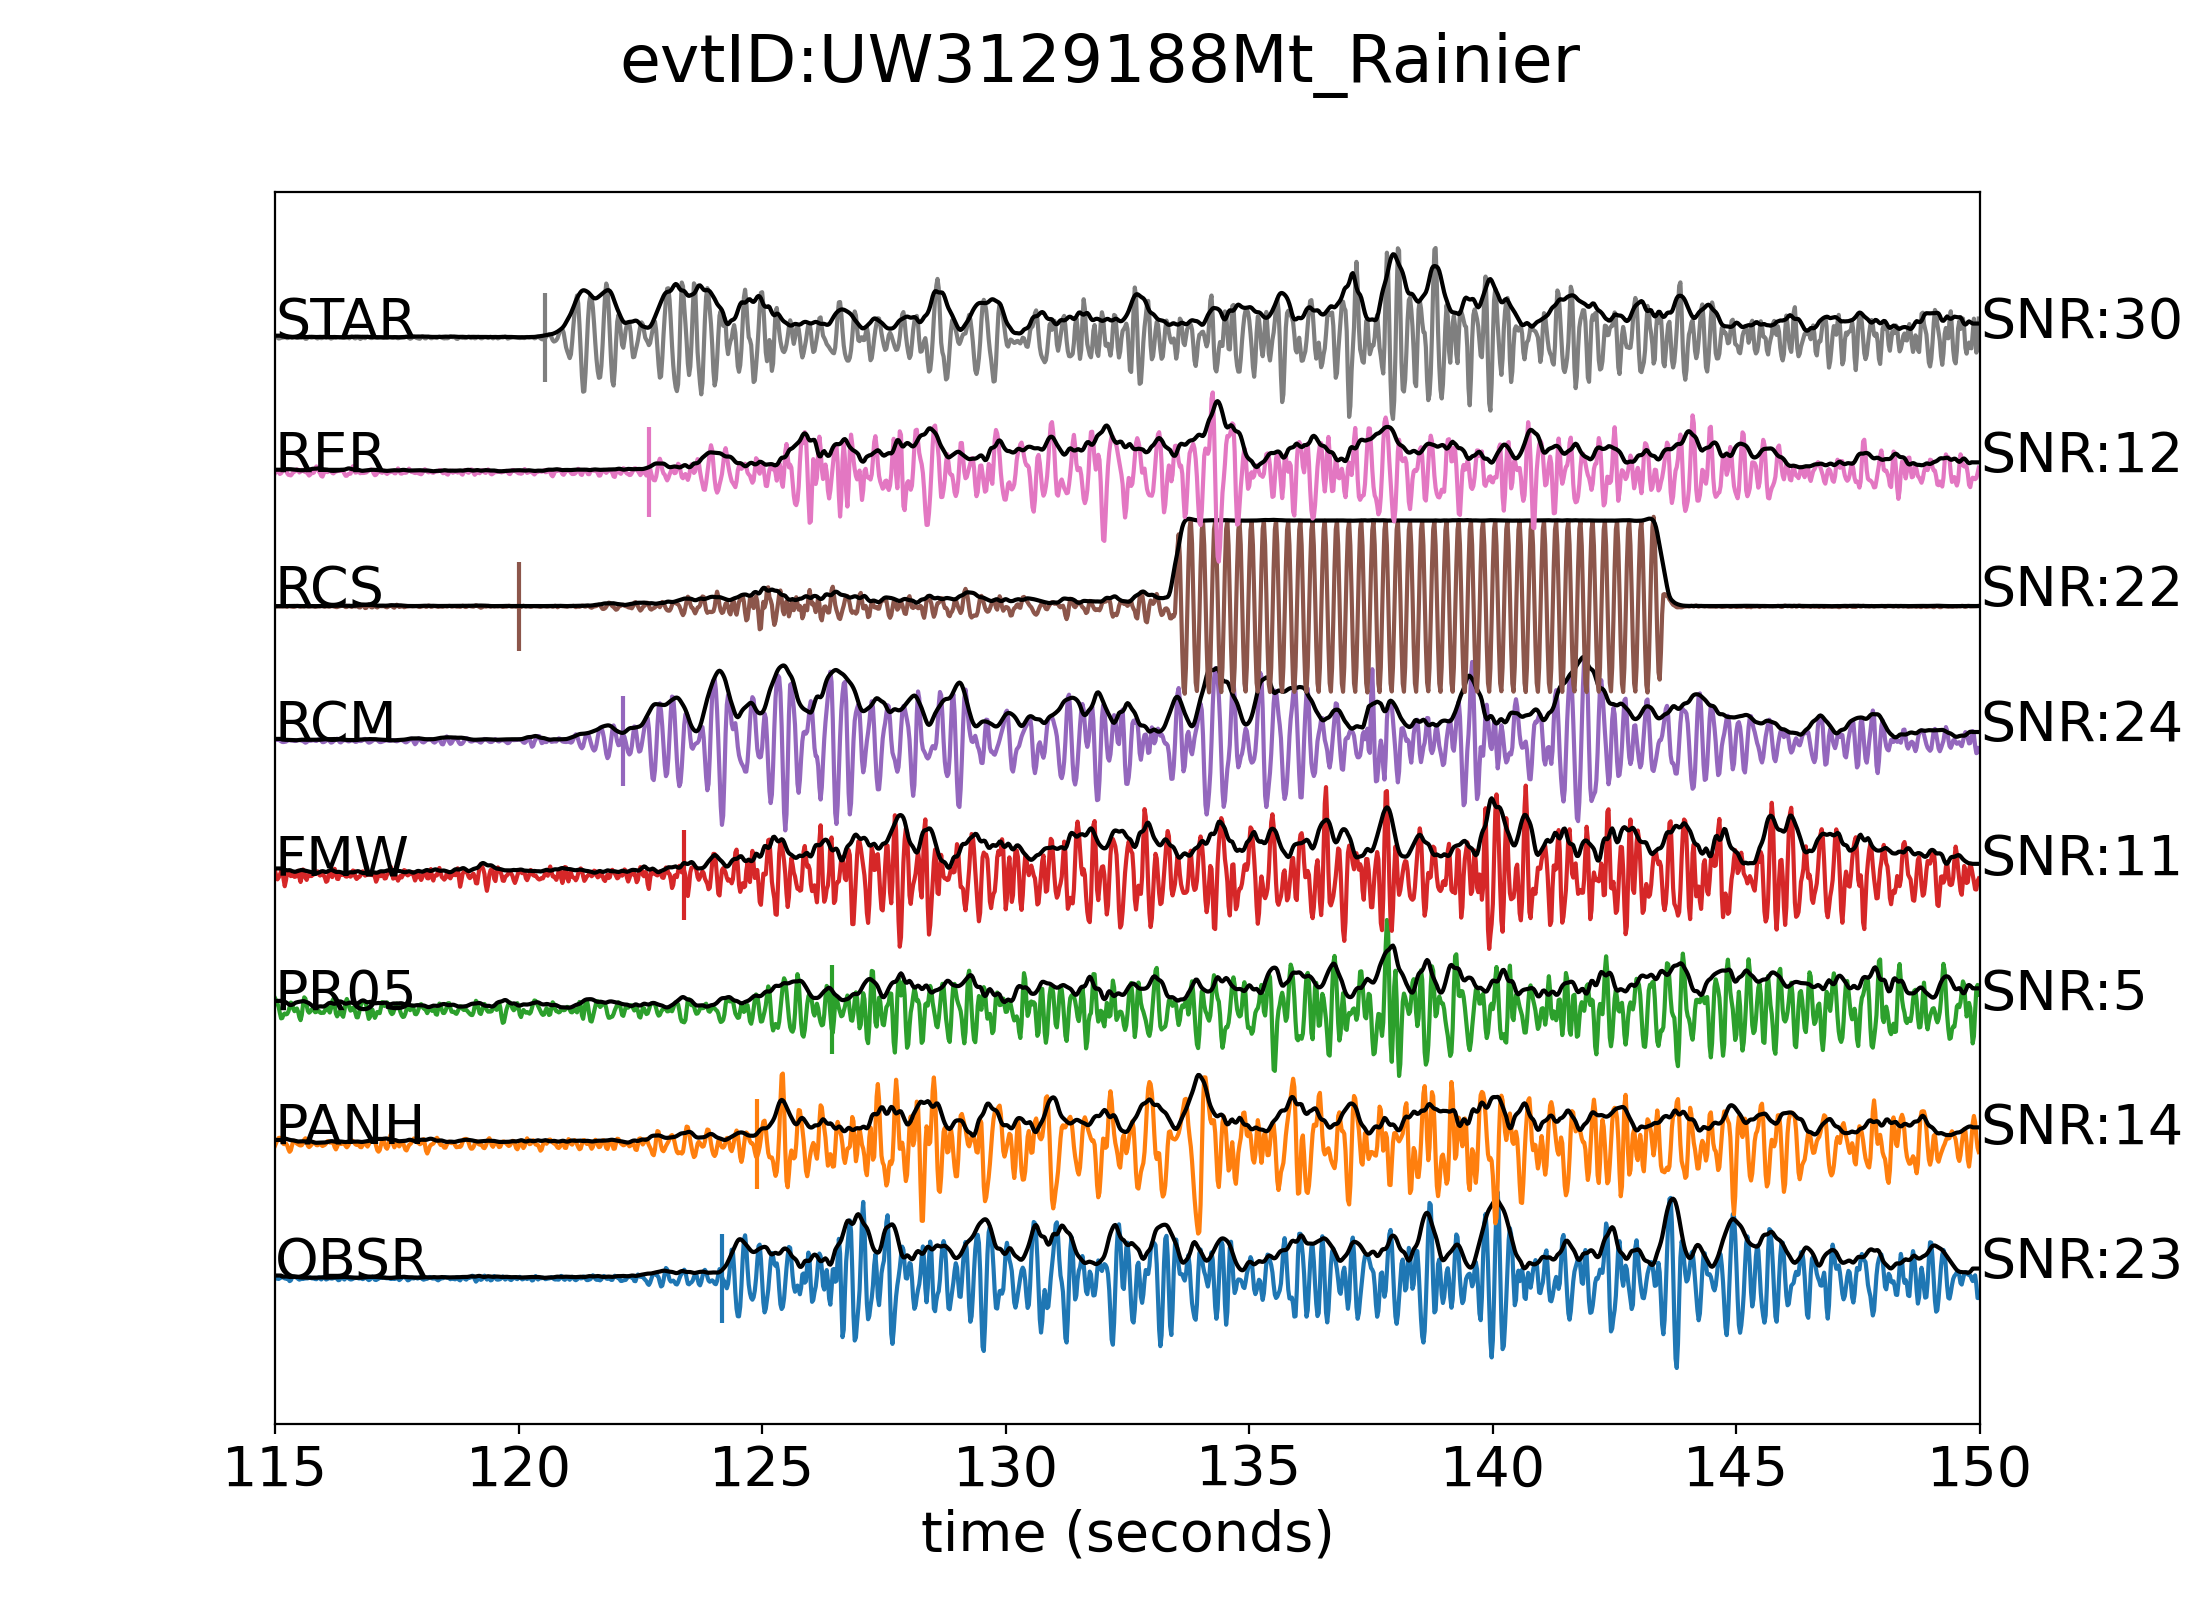 evtID:UW3129188Mt_Rainier
STAR SNR:30
RER SNR:12
RCS SNR:22
RCM SNR:24
FMW SNR:11
PR05 SNR:5
PANH SNR:14
OBSR SNR:23
115 120 125 130 135 140 145 150
time (seconds)